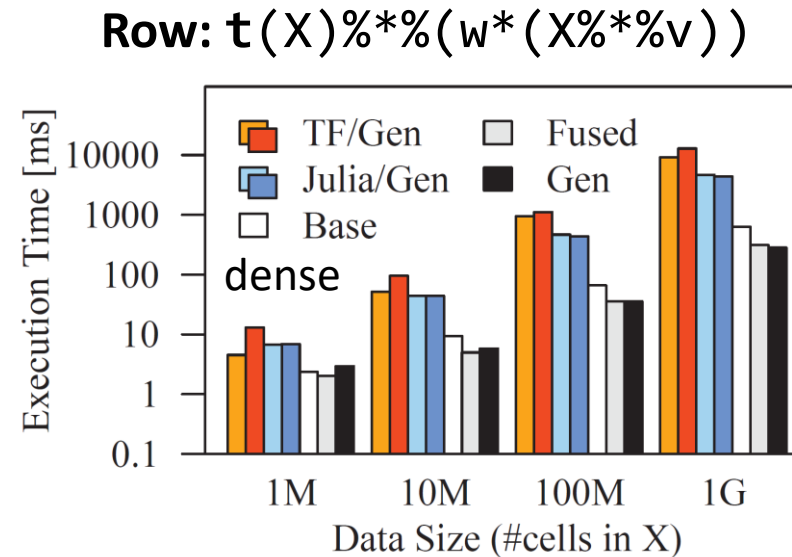 Row: t(X)%*%(w*(X%*%v))
Execution Time [ms]
10000
1000
100
10
1
0.1
TF/Gen
Julia/Gen
Base
Fused
Gen
dense
1M 10M 100M 1G
Data Size (#cells in X)